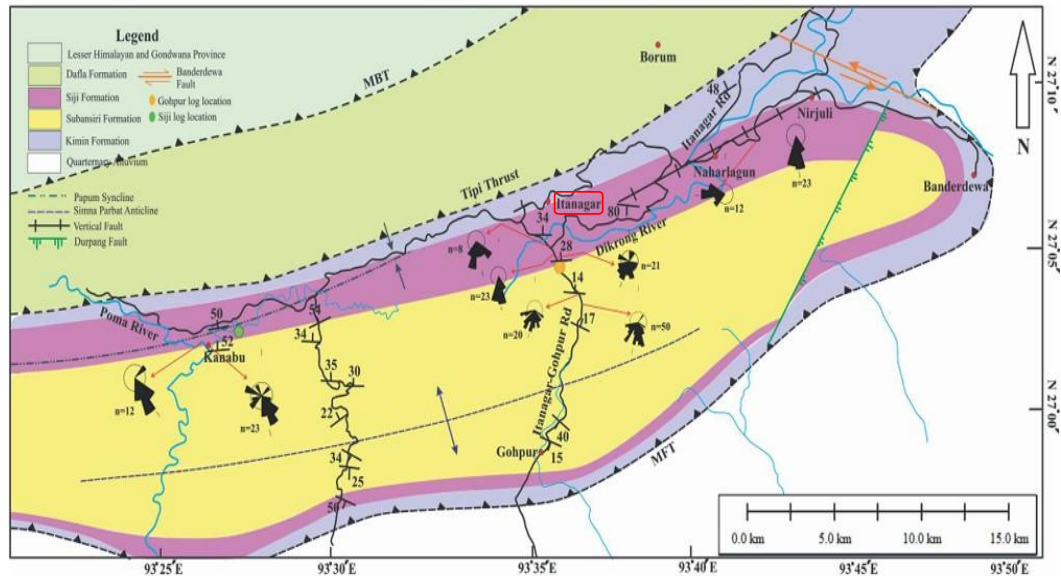 Legend
Lesser Himalayan and Gondwana Province
Dafla Formation
Banderdewa
Fault
Siji Formation
Gohpur log location
Subansiri Formation
Siji log location
Kimin Formation
Quarternary Alluvium
Papum Syncline
Simna Parbat Anticline
Vertical Fault
Durpang Fault
MBT
Borum
48
Itanagar Rd
Nirjuli
27°10'
N
Tipi Thrust
Itanagar
Naharlagun
n=23
Banderdewa
80
n=12
34
n=8
28
Dikrong River
27°05'
n=21
n=23
14
50
Poma River
54
17
n=20
n=50
34
52
Kanabu
35
30
n=12
n=23
22
Itanagar-Gohpur Rd
27°00'
40
Gohpur
15
MFT
34
25
50
0.0 km
5.0 km
10.0 km
15.0 km
93°25'E
93°30'E
93°35'E
93°40'E
93°45'E
93°50'E